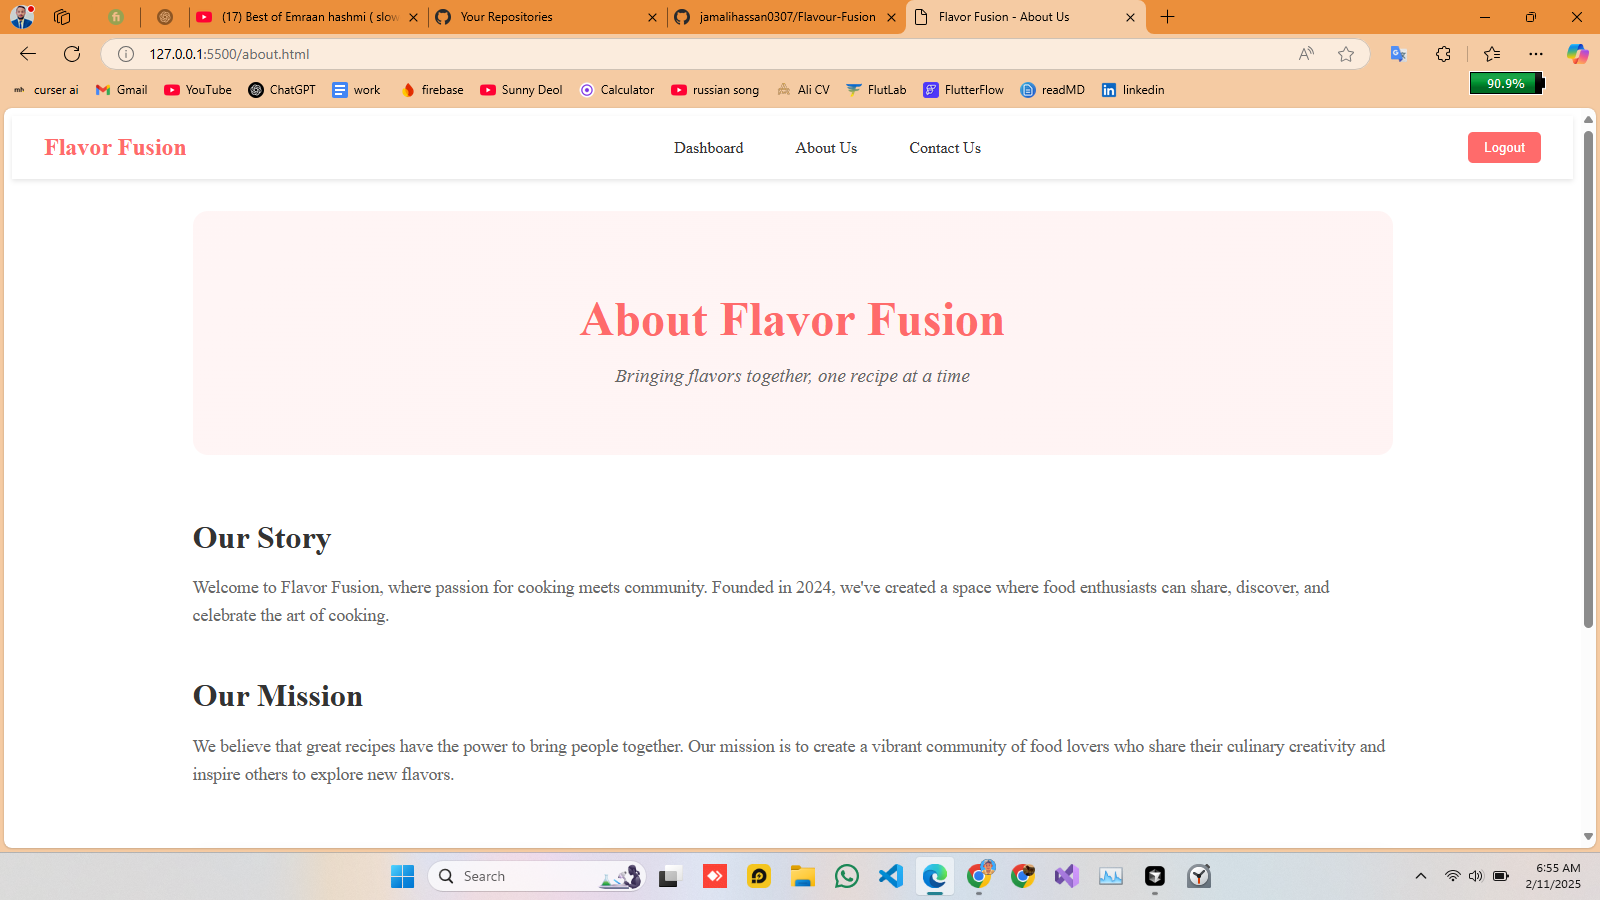 (17) Best of Emraan hashmi ( slow
Your Repositories
jamalihassan0307/Flavour-Fusion
Flavor Fusion - About Us
127.0.0.1:5500/about.html
curser ai
Gmail
YouTube
ChatGPT
work
firebase
Sunny Deol
Calculator
russian song
Ali CV
FlutLab
FlutterFlow
readMD
linkedin
90.9%
Flavor Fusion
Dashboard
About Us
Contact Us
Logout
About Flavor Fusion
Bringing flavors together, one recipe at a time
Our Story
Welcome to Flavor Fusion, where passion for cooking meets community. Founded in 2024, we've created a space where food enthusiasts can share, discover, and
celebrate the art of cooking.
Our Mission
We believe that great recipes have the power to bring people together. Our mission is to create a vibrant community of food lovers who share their culinary creativity and
inspire others to explore new flavors.
Search
6:55 AM
2/11/2025